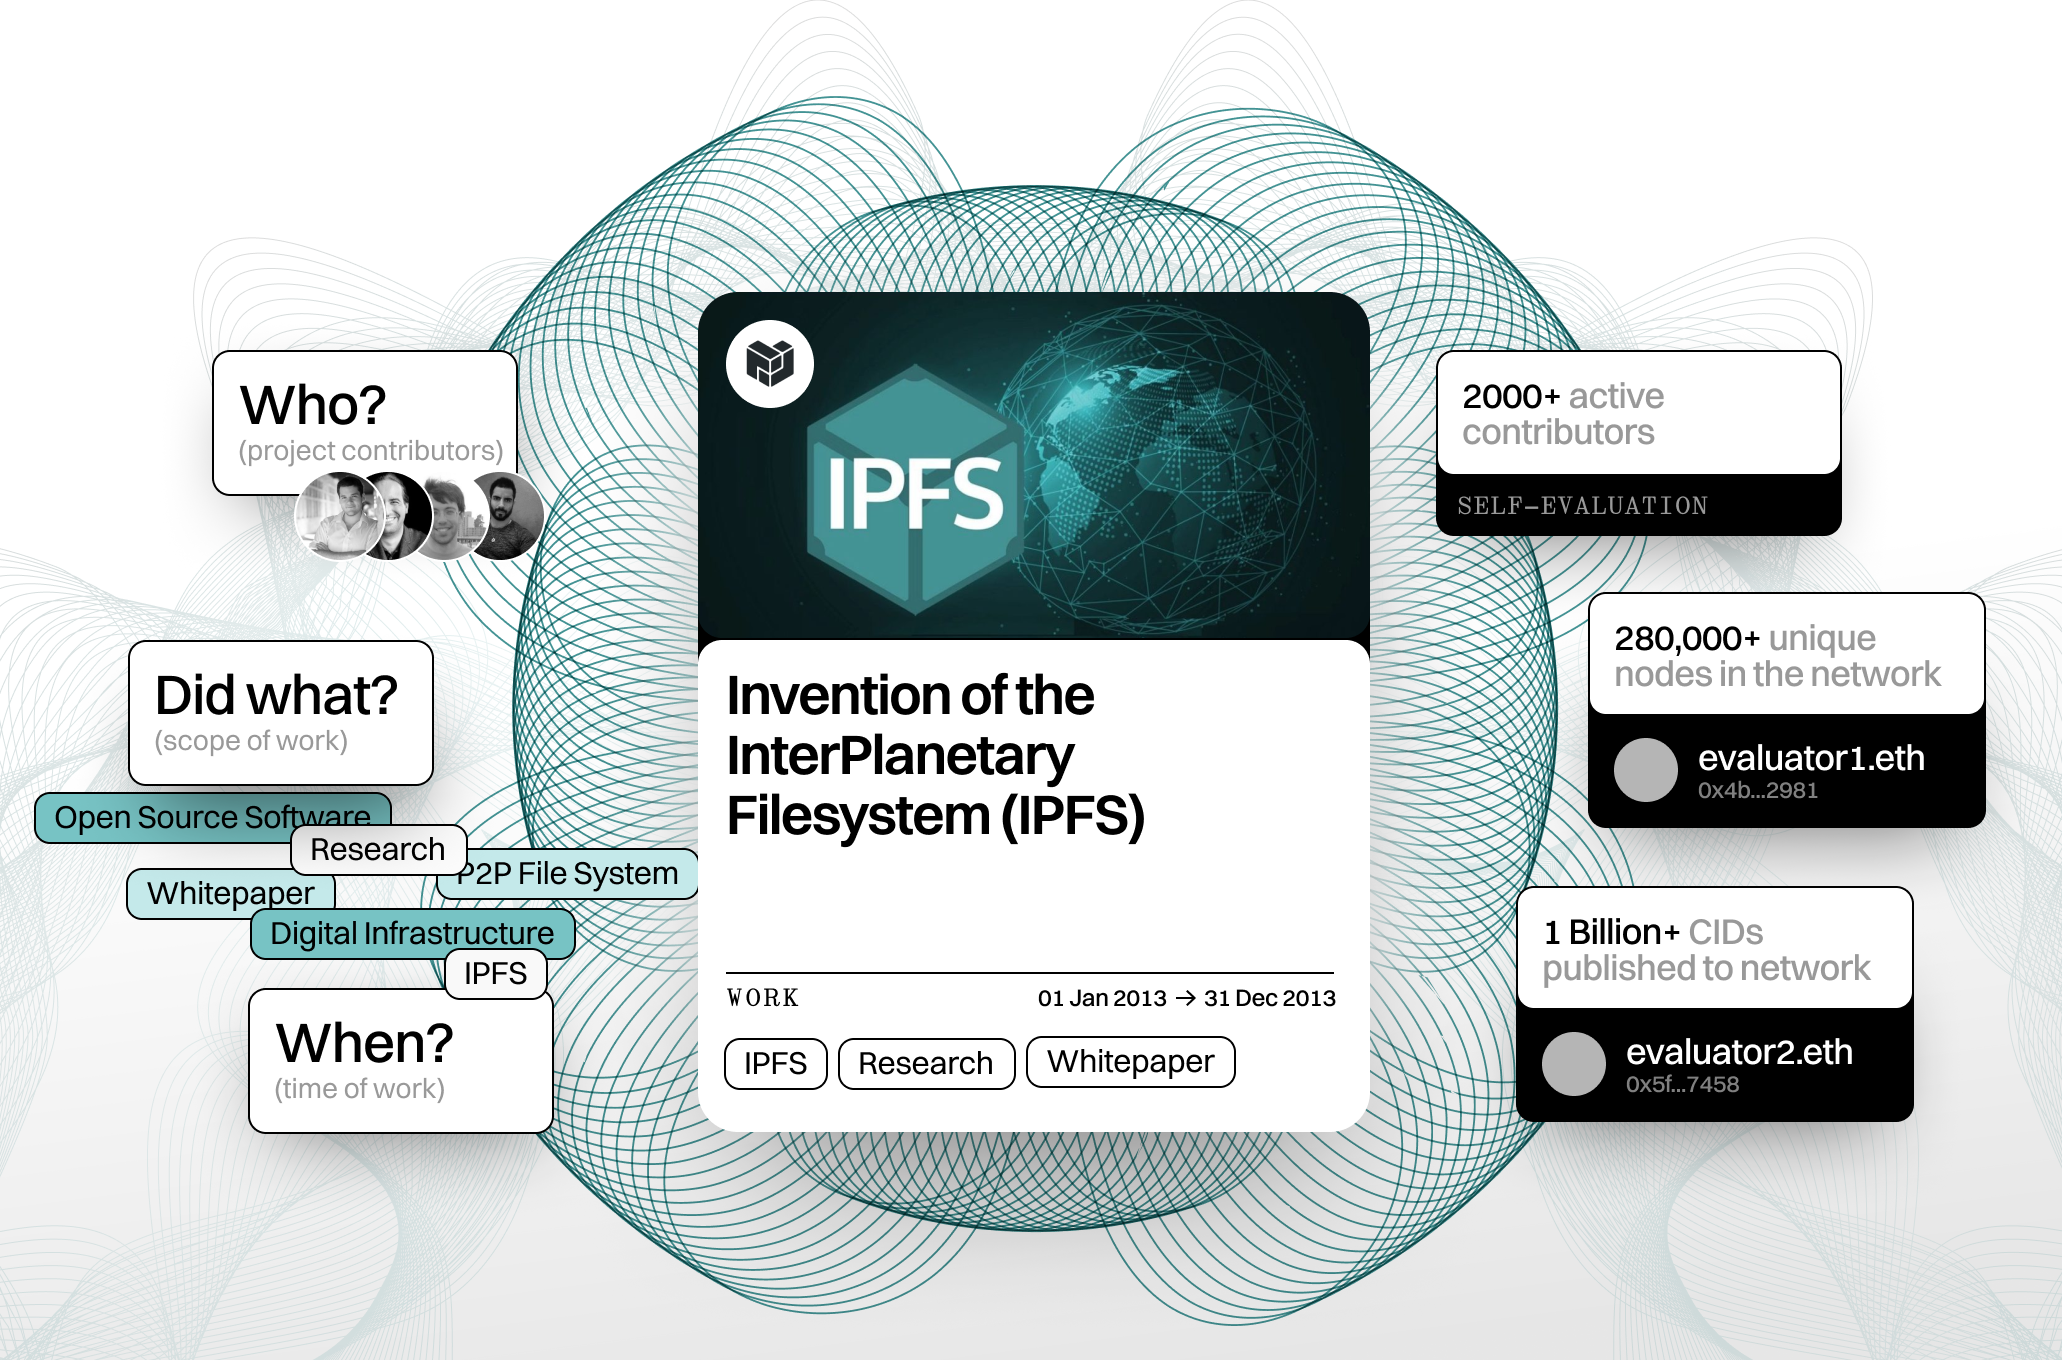 Who?
(project contributors)
Did what?
(scope of work)
Open Source Software
Research
P2P File System
Whitepaper
Digital Infrastructure
IPFS
When?
(time of work)
IPFS
Invention of the
InterPlanetary
Filesystem (IPFS)
WORK
01 Jan 2013 → 31 Dec 2013
IPFS
Research
Whitepaper
2000+ active
contributors
SELF–EVALUATION
280,000+ unique
nodes in the network
evaluator1.eth
0x4b...2981
1 Billion+ CIDs
published to network
evaluator2.eth
0x5f...7458